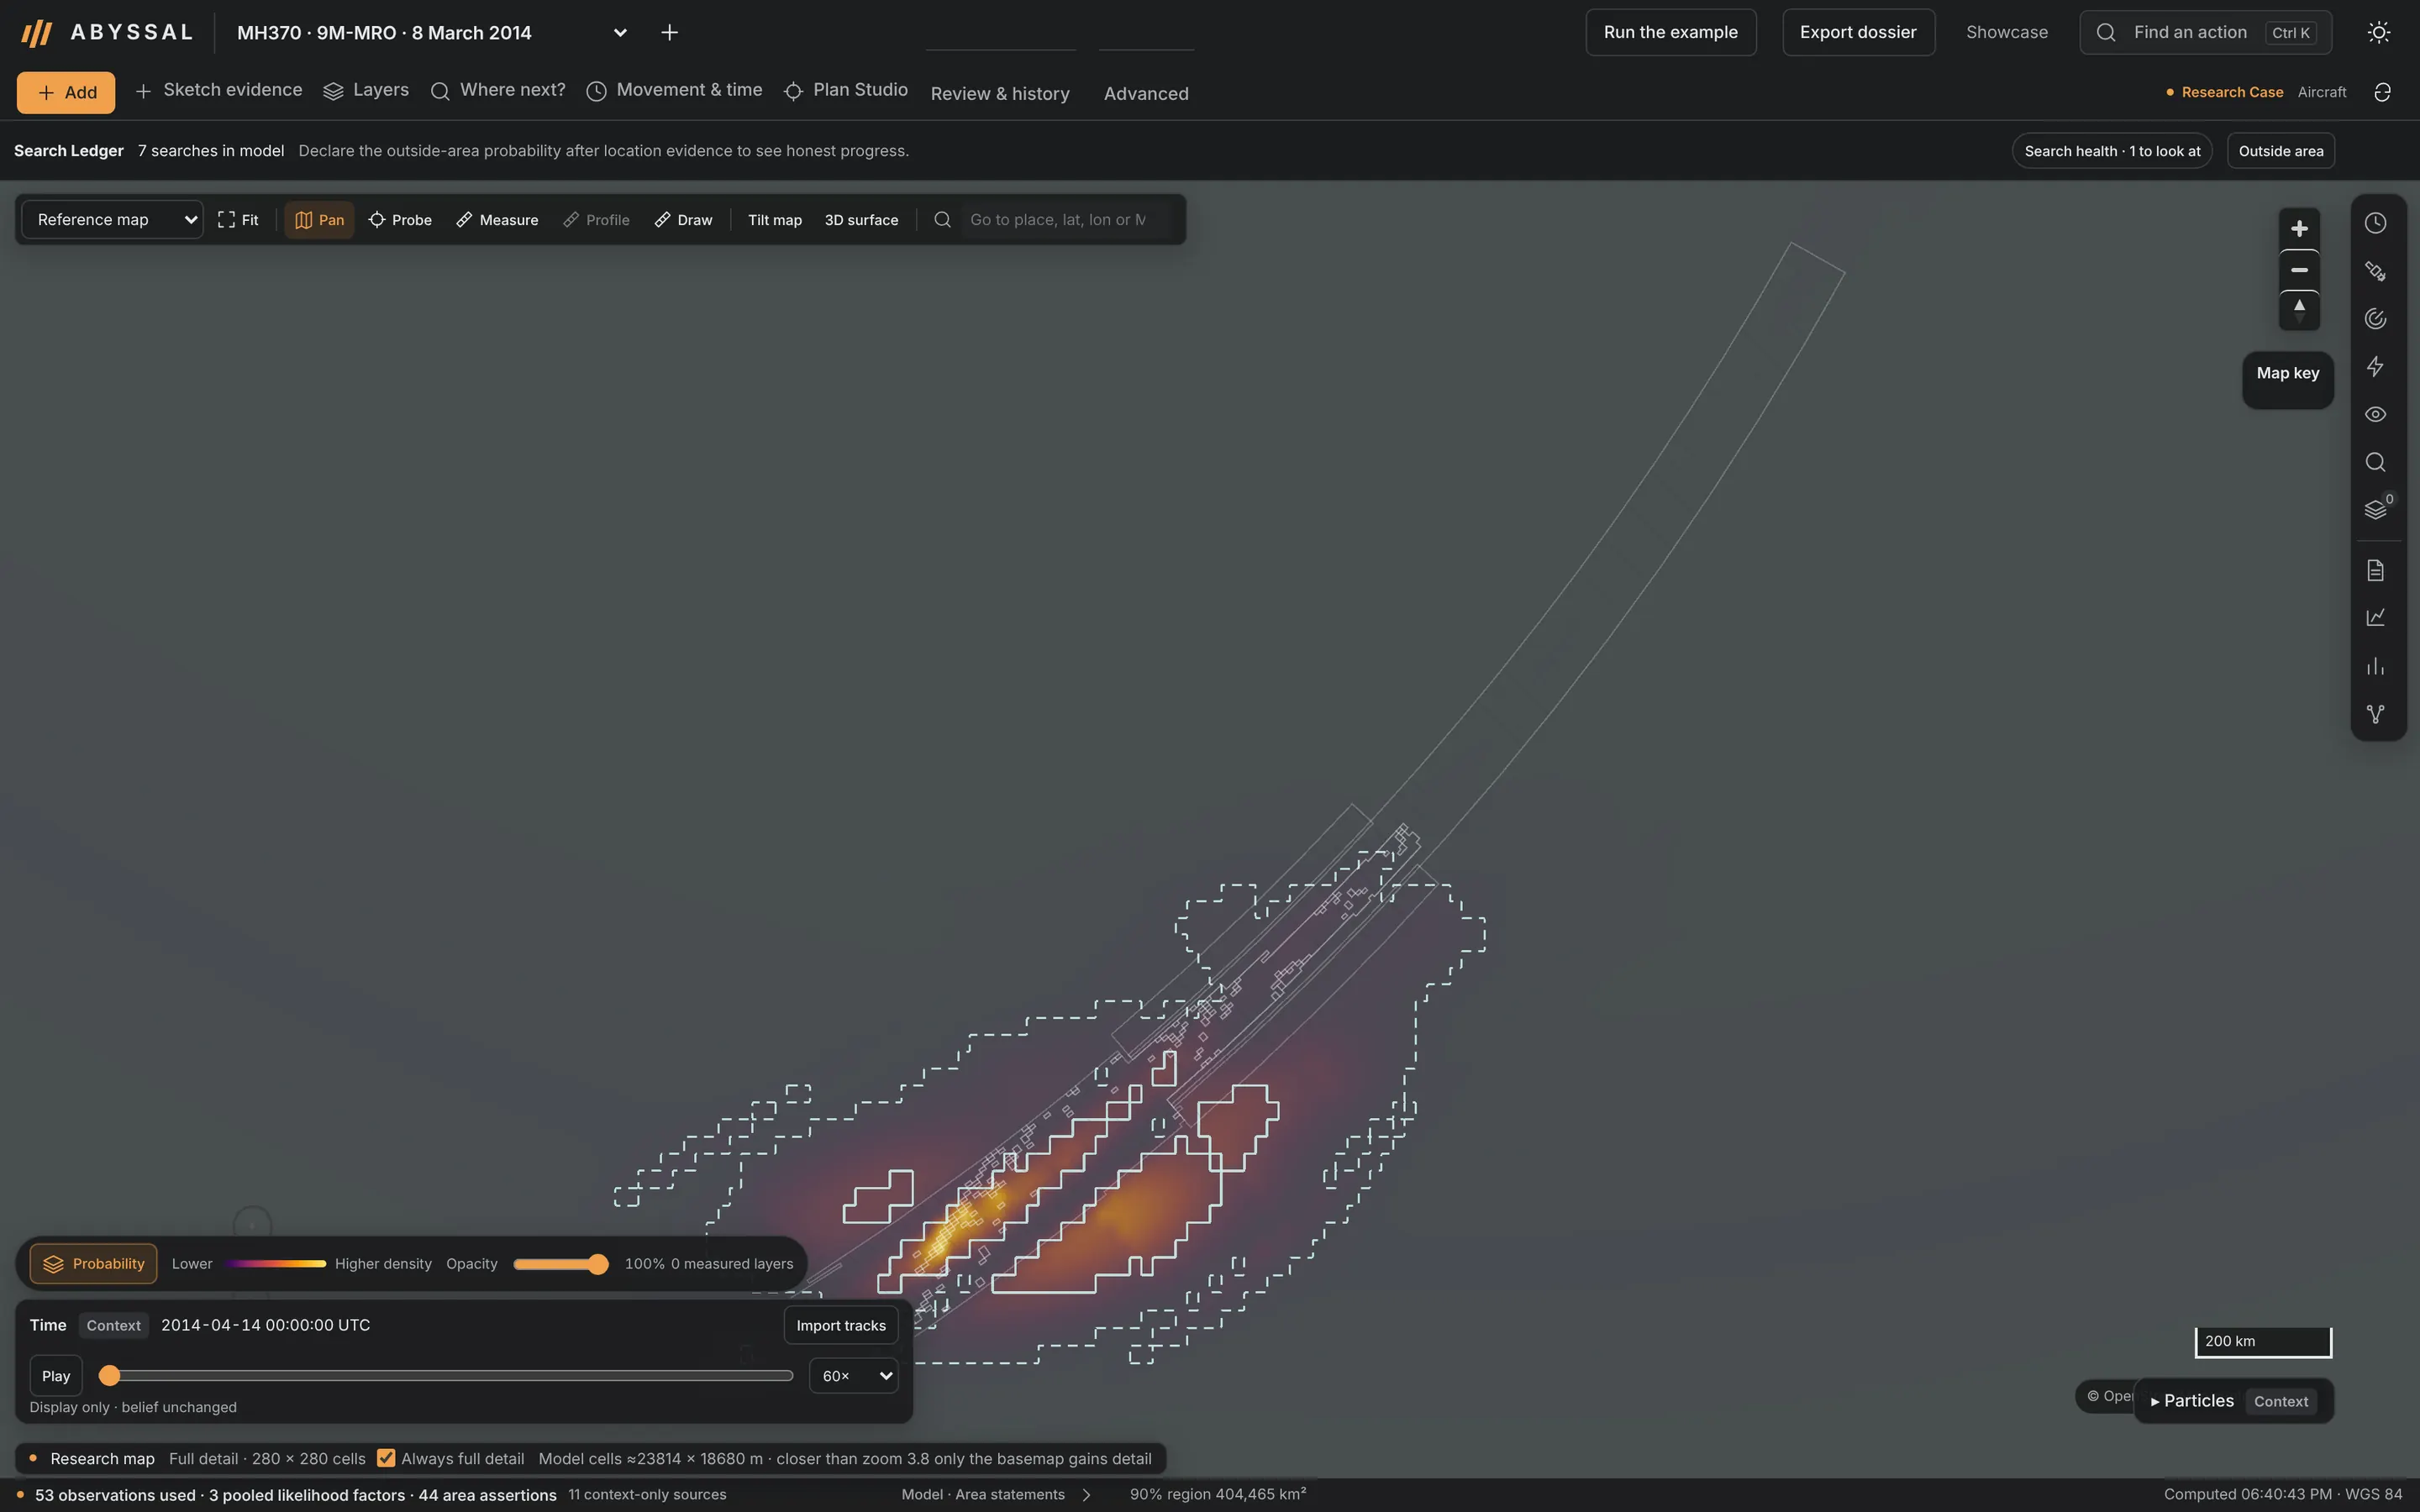 ABYSSAL MH370 · 9M-MRO · 8 March 2014 Run the example Export dossier Showcase Find an action Ctrl K
Add Sketch evidence Layers Where next? Movement & time Plan Studio Review & history Advanced Research Case Aircraft
Search Ledger 7 searches in model Declare the outside-area probability after location evidence to see honest progress. Search health · 1 to look at Outside area
Reference map Fit Pan Probe Measure Profile Draw Tilt map 3D surface Go to place, lat, lon or M
Map key
0
Probability Lower Higher density Opacity 100% 0 measured layers
Time Context 2014-04-14 00:00:00 UTC Import tracks
Play 60×
Display only · belief unchanged
200 km
© Oper
Particles Context
Research map Full detail · 280 × 280 cells Always full detail Model cells ≈23814 × 18680 m · closer than zoom 3.8 only the basemap gains detail
53 observations used · 3 pooled likelihood factors · 44 area assertions 11 context-only sources Model · Area statements 90% region 404,465 km² Computed 06:40:43 PM · WGS 84